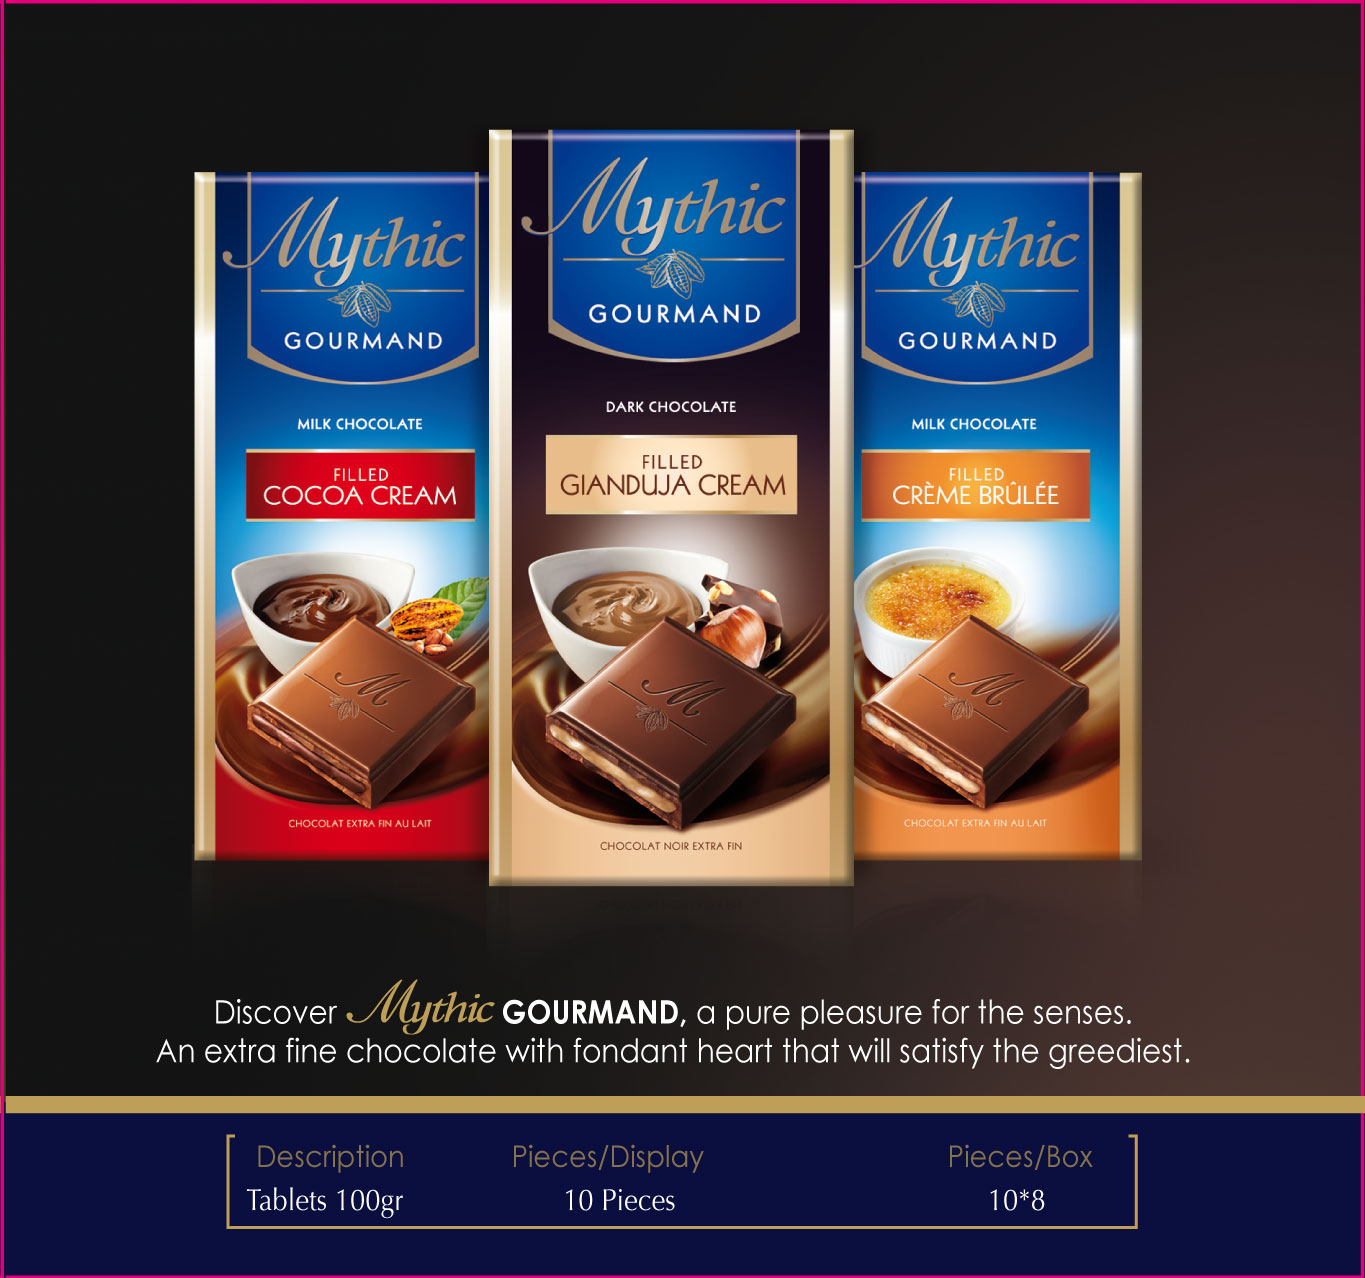 Mythic
GOURMAND
MILK CHOCOLATE
FILLED
COCOA CREAM
M
CHOCOLAT EXTRA FIN AU LAIT
Mythic
GOURMAND
DARK CHOCOLATE
FILLED
GIANDUJA CREAM
M
CHOCOLAT NOIR EXTRA FIN
Mythic
GOURMAND
MILK CHOCOLATE
FILLED
CRÈME BRÛLÉE
M
CHOCOLAT EXTRA FIN AU LAIT
Discover Mythic GOURMAND, a pure pleasure for the senses.
An extra fine chocolate with fondant heart that will satisfy the greediest.
Description Pieces/Display Pieces/Box
Tablets 100gr 10 Pieces 10*8